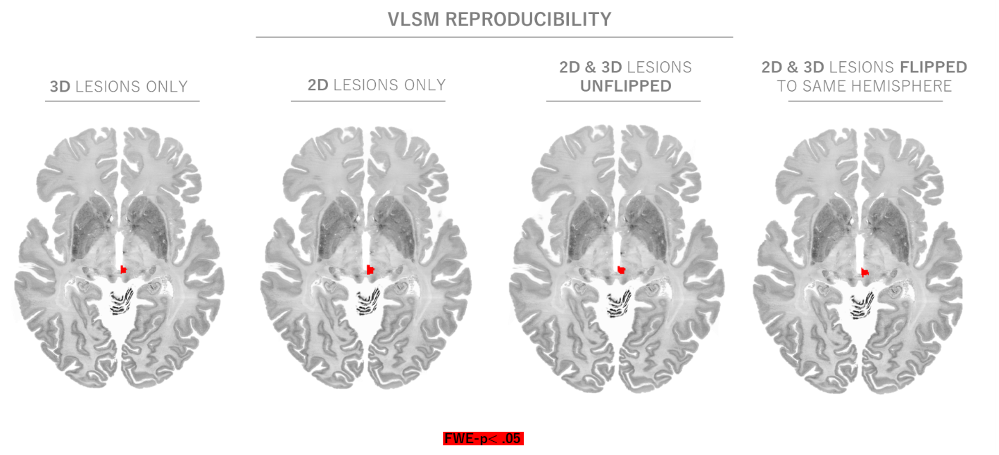 VLSM REPRODUCIBILITY
3D LESIONS ONLY
2D LESIONS ONLY
2D & 3D LESIONS
UNFLIPPED
2D & 3D LESIONS FLIPPED
TO SAME HEMISPHERE
FWE-p< .05